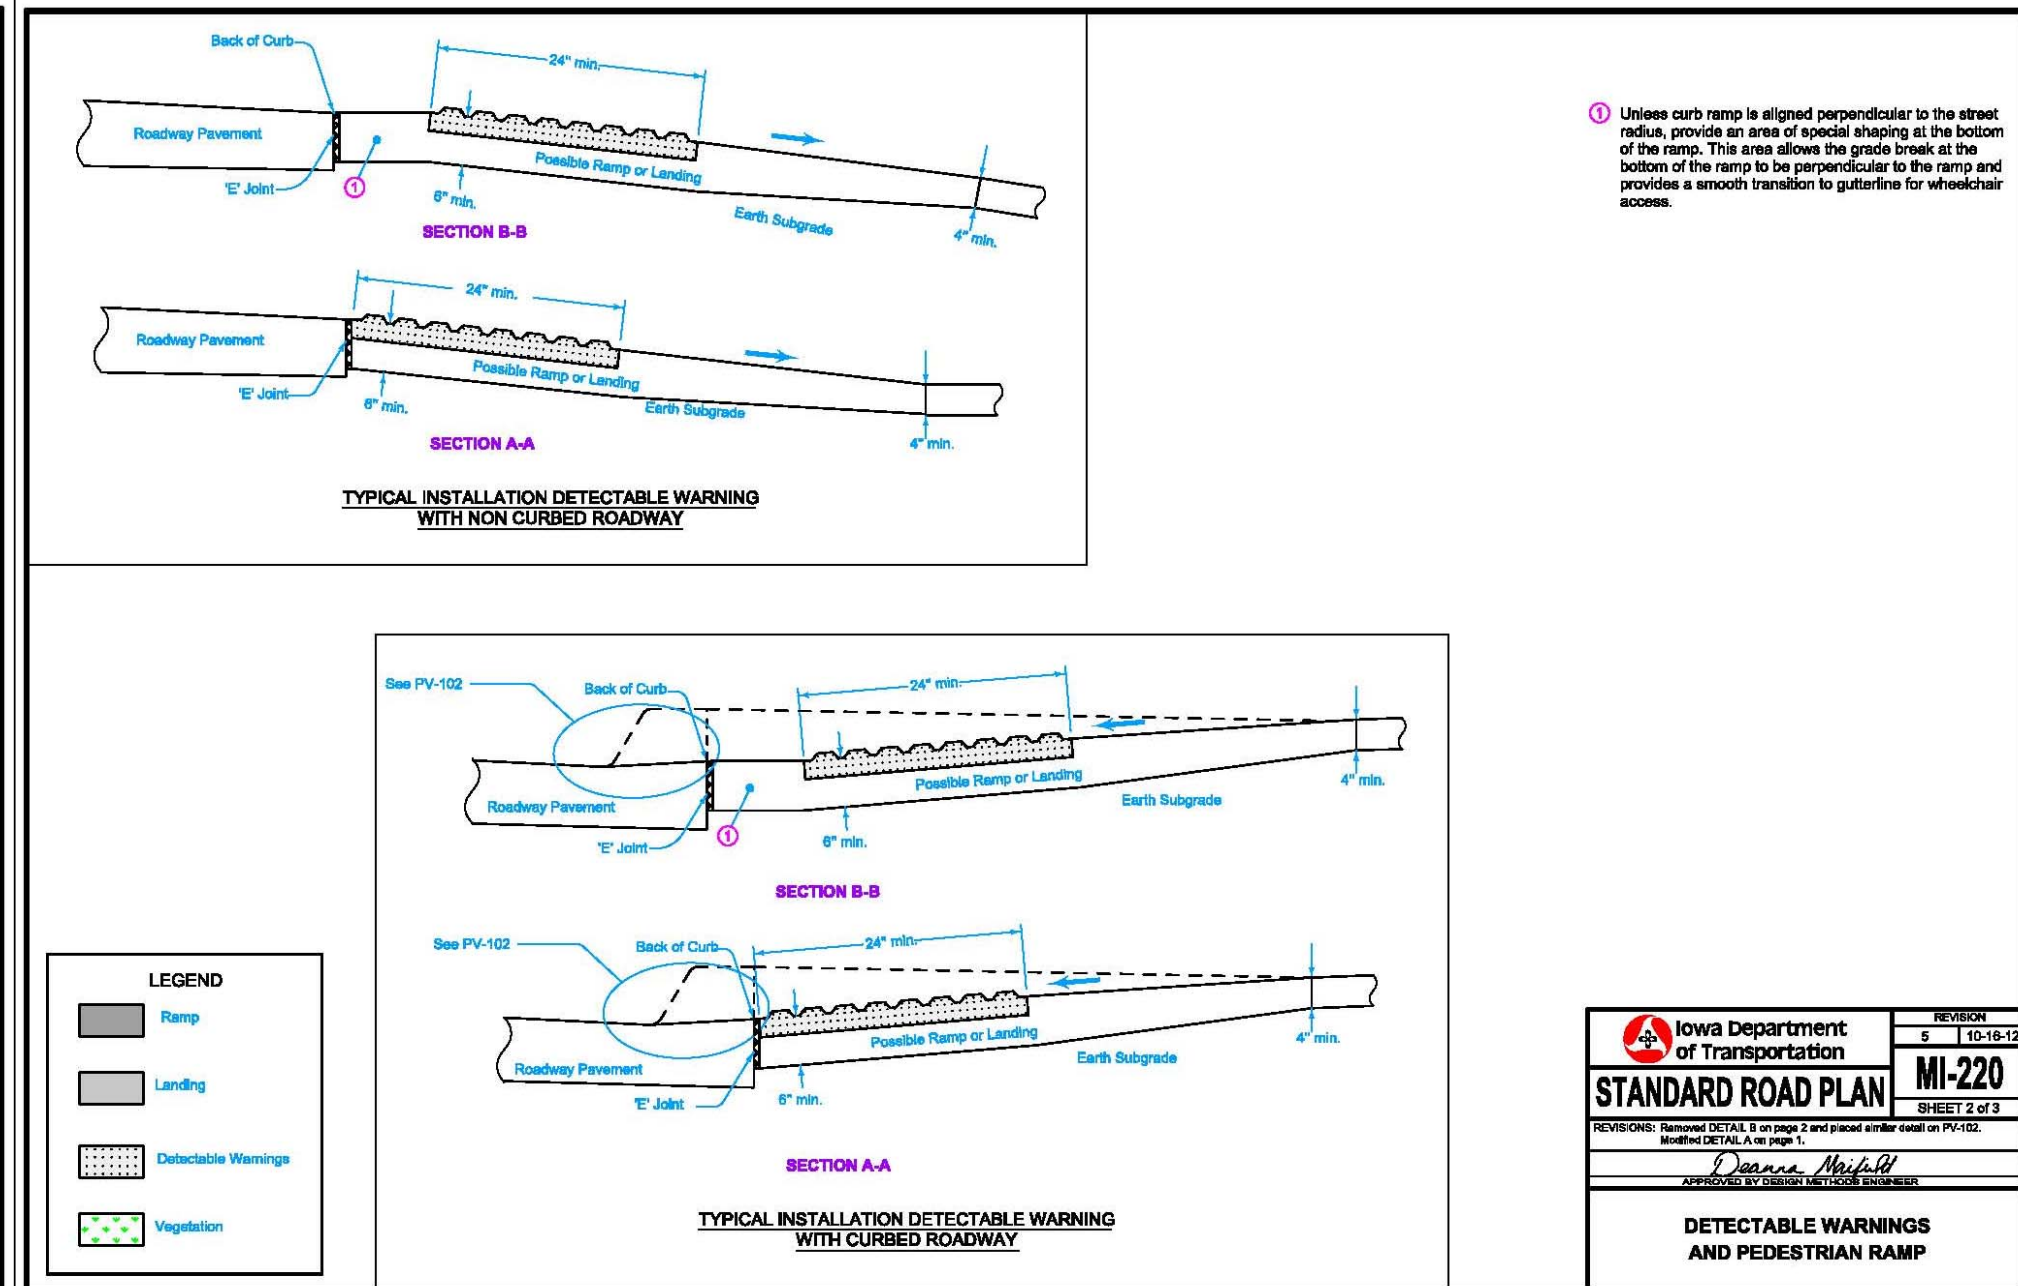 Back of Curb
24" min.
Roadway Pavement
'E' Joint
1
Possible Ramp or Landing
6" min.
Earth Subgrade
4" min.
SECTION B-B
24" min.
Roadway Pavement
'E' Joint
Possible Ramp or Landing
6" min.
Earth Subgrade
4" min.
SECTION A-A
TYPICAL INSTALLATION DETECTABLE WARNING
WITH NON CURBED ROADWAY
1 Unless curb ramp is aligned perpendicular to the street
radius, provide an area of special shaping at the bottom
of the ramp. This area allows the grade break at the
bottom of the ramp to be perpendicular to the ramp and
provides a smooth transition to gutterline for wheelchair
access.
See PV-102
Back of Curb
24" min.
Roadway Pavement
'E' Joint
1
Possible Ramp or Landing
6" min.
Earth Subgrade
4" min.
SECTION B-B
See PV-102
Back of Curb
24" min.
Roadway Pavement
'E' Joint
Possible Ramp or Landing
6" min.
Earth Subgrade
4" min.
SECTION A-A
TYPICAL INSTALLATION DETECTABLE WARNING
WITH CURBED ROADWAY
LEGEND
Ramp
Landing
Detectable Warnings
Vegetation
Iowa Department
of Transportation
REVISION
5 10-16-12
STANDARD ROAD PLAN
MI-220
SHEET 2 of 3
REVISIONS: Removed DETAIL B on page 2 and placed similar detail on PV-102.
Modified DETAIL A on page 1.
Deanna Maifield
APPROVED BY DESIGN METHODS ENGINEER
DETECTABLE WARNINGS
AND PEDESTRIAN RAMP